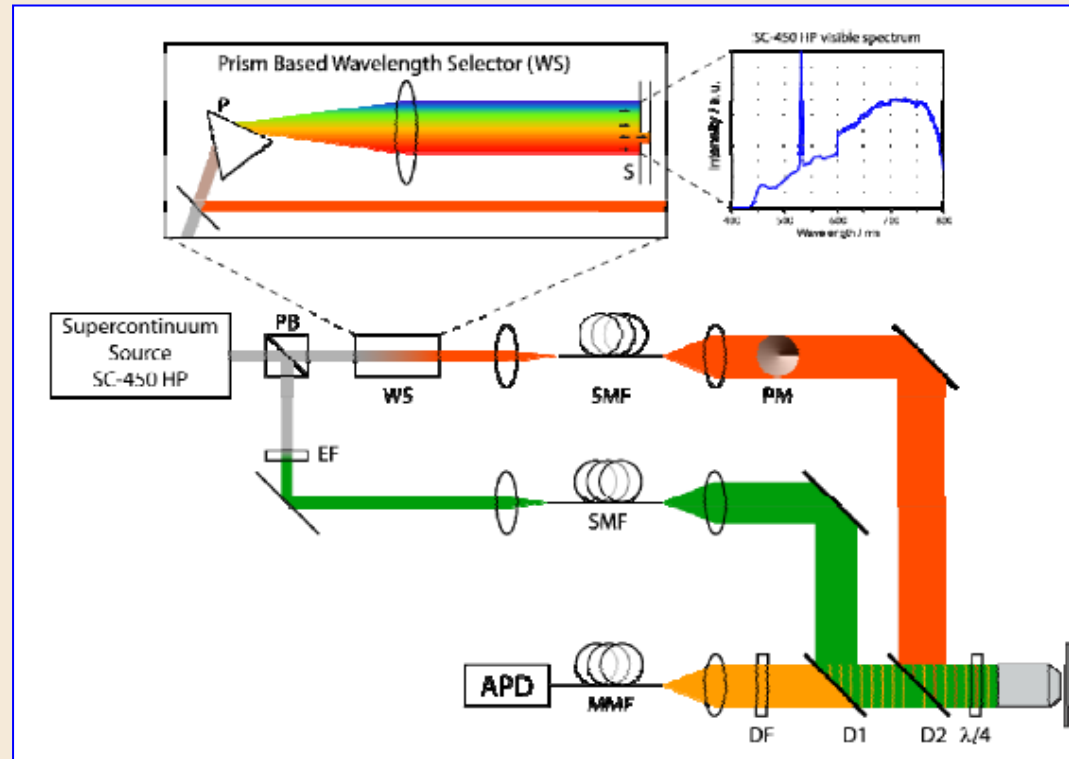 SC-450 HP visible spectrum
Prism Based Wavelength Selector (WS)
P
S
Intensity / a.u.
400 500 600 700 800
Wavelength / nm
Supercontinuum
Source
SC-450 HP
PB
WS
SMF
PM
EF
SMF
APD
MMF
DF
D1
D2
λ/4